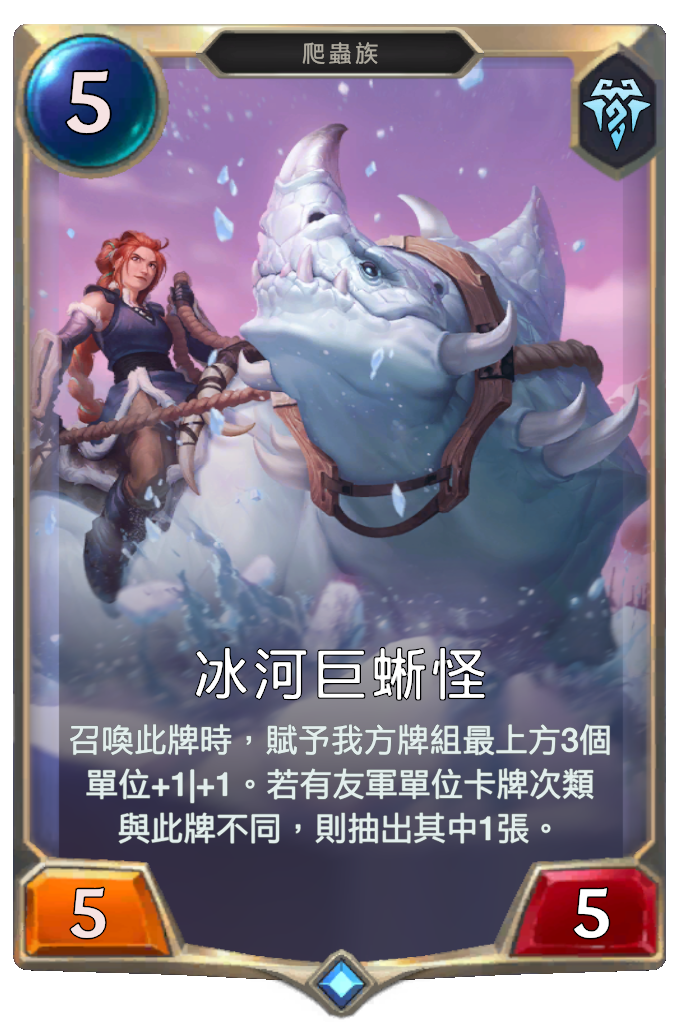 爬蟲族
5
冰河巨蜥怪
召喚此牌時，賦予我方牌組最上方3個
單位+1|+1。若有友軍單位卡牌次類
與此牌不同，則抽出其中1張。
5
5